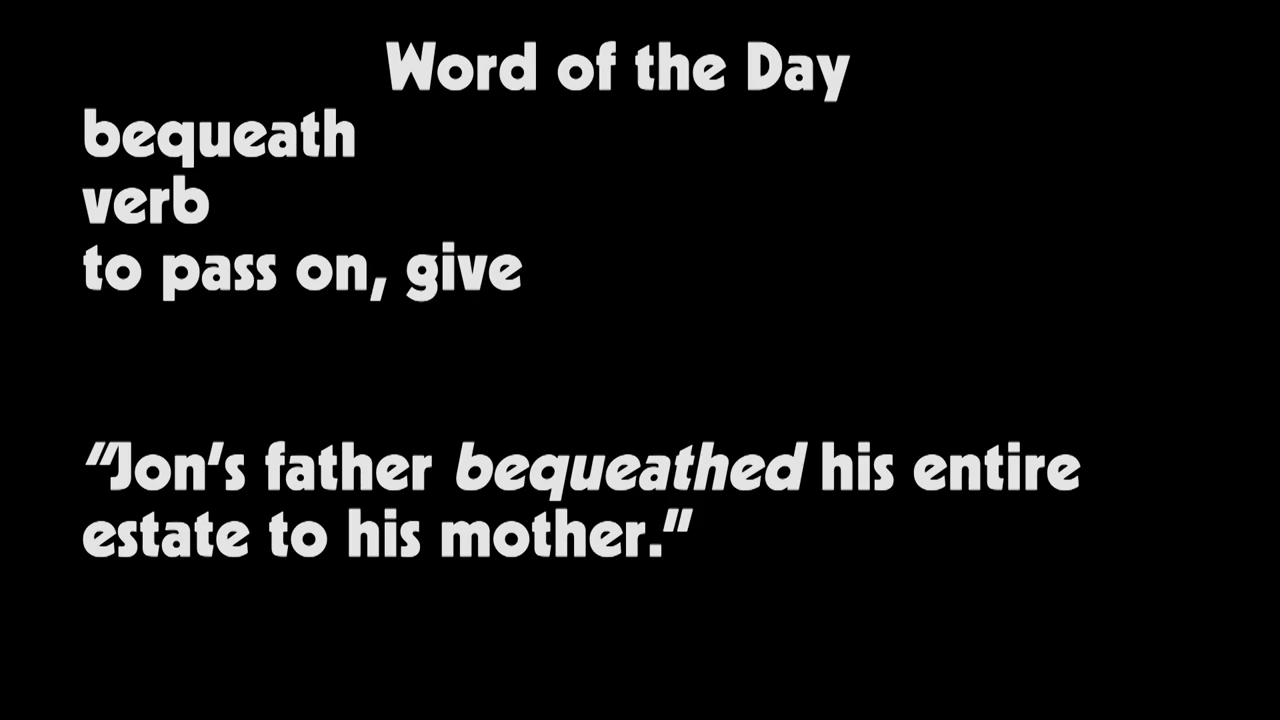 Word of the Day
bequeath
verb
to pass on, give
“Jon’s father bequeathed his entire
estate to his mother.”